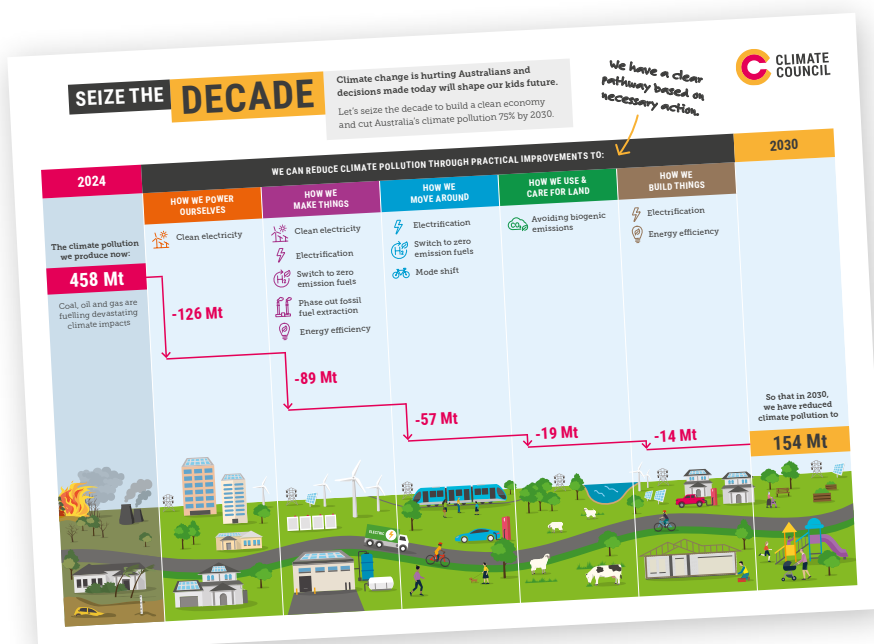 SEIZE THE DECADE
Climate change is hurting Australians and
decisions made today will shape our kids future.
Let's seize the decade to build a clean economy
and cut Australia's climate pollution 75% by 2030.
We have a clear
pathway based on
necessary action.
CLIMATE
COUNCIL
2024
WE CAN REDUCE CLIMATE POLLUTION THROUGH PRACTICAL IMPROVEMENTS TO:
2030
The climate pollution
we produce now:
458 Mt
Coal, oil and gas are
fuelling devastating
climate impacts
HOW WE POWER
OURSELVES
Clean electricity
-126 Mt
HOW WE
MAKE THINGS
Clean electricity
Electrification
H2
Switch to zero
emission fuels
Phase out fossil
fuel extraction
Energy efficiency
-89 Mt
HOW WE
MOVE AROUND
Electrification
H2
Switch to zero
emission fuels
Mode shift
-57 Mt
HOW WE USE &
CARE FOR LAND
CO2
Avoiding biogenic
emissions
-19 Mt
HOW WE
BUILD THINGS
Electrification
Energy efficiency
-14 Mt
So that in 2030,
we have reduced
climate pollution to
154 Mt
ELECTRIC